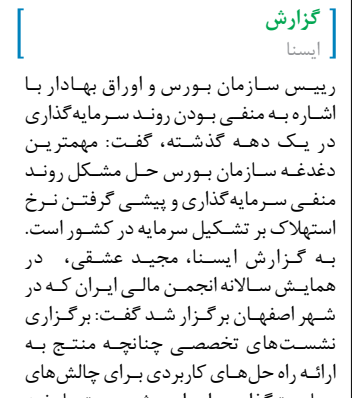 گزارش
ایسنا
رییس سازمان بورس و اوراق بهادار با
اشاره به منفی بودن روند سرمایه‌گذاری
در یک دهه گذشته، گفت: مهمترین
دغدغه سازمان بورس حل مشکل روند
منفی سرمایه‌گذاری و پیشی گرفتن نرخ
استهلاک بر تشکیل سرمایه در کشور است.
به گزارش ایسنا، مجید عشقی، در
همایش سالانه انجمن مالی ایران که در
شهر اصفهان برگزار شد گفت: برگزاری
نشست‌های تخصصی چنانچه منتج به
ارائه راه حل‌های کاربردی برای چالش‌های